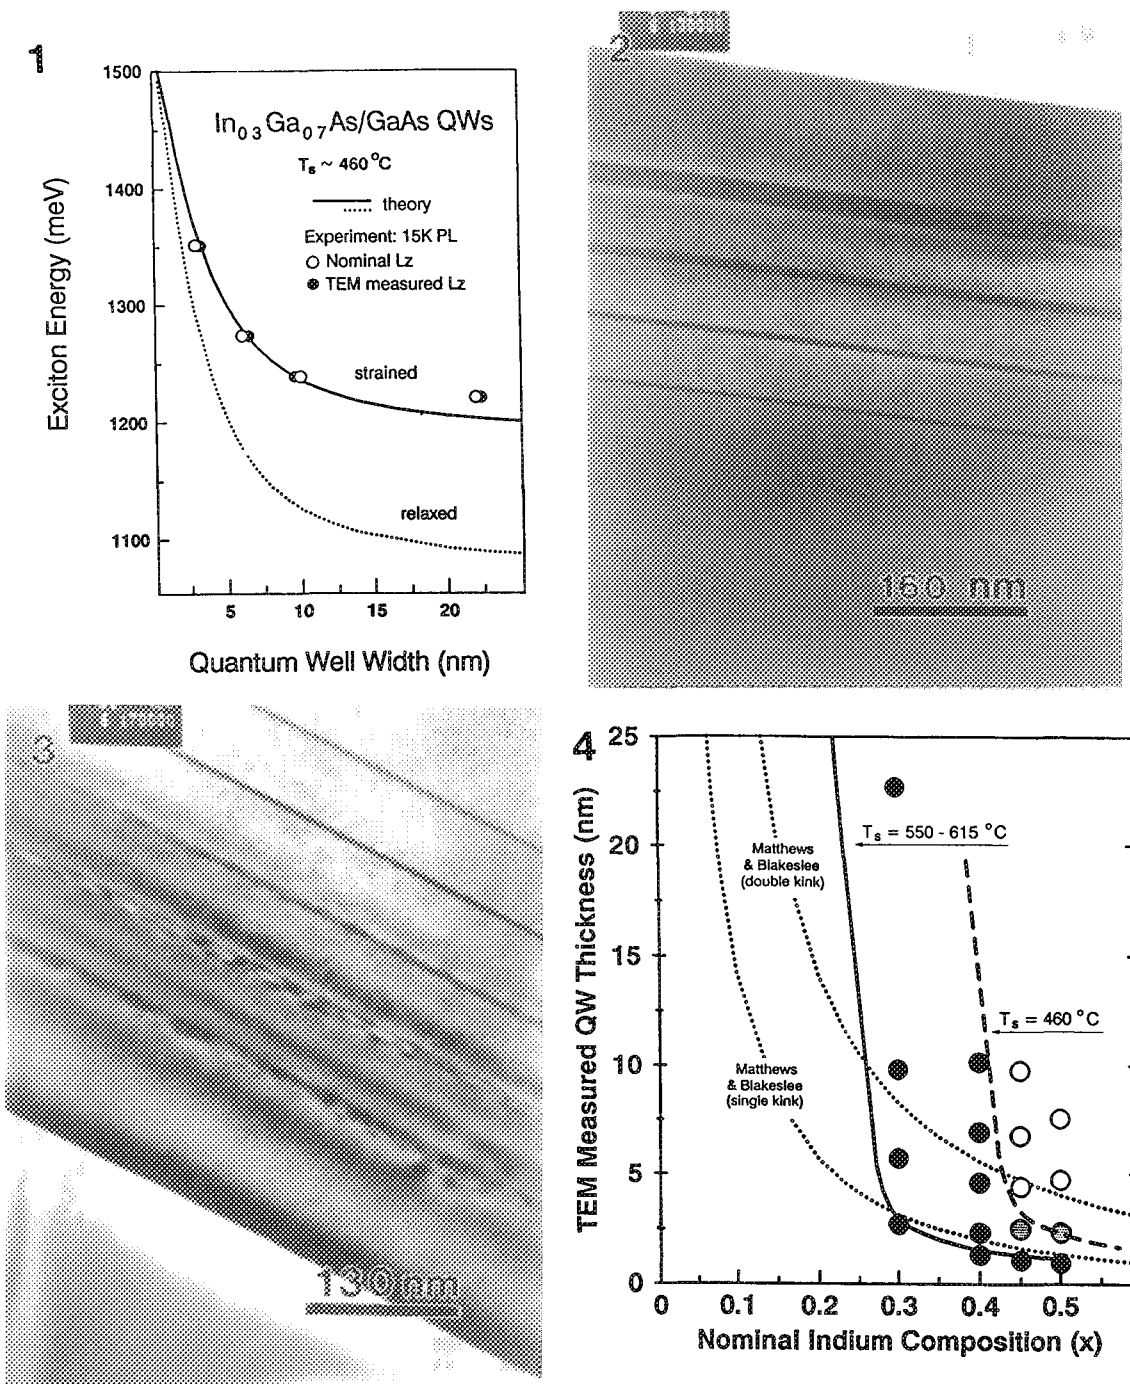 1
1500
1400
1300
1200
1100
Exciton Energy (meV)
In0.3Ga0.7As/GaAs QWs
Ts ~ 460 °C
theory
Experiment: 15K PL
Nominal Lz
TEM measured Lz
strained
relaxed
5 10 15 20
Quantum Well Width (nm)
2
160 nm
3
130 nm
4
25
20
15
10
5
0
TEM Measured QW Thickness (nm)
Matthews
& Blakeslee
(double kink)
Ts = 550 - 615 °C
Ts = 460 °C
Matthews
& Blakeslee
(single kink)
0 0.1 0.2 0.3 0.4 0.5
Nominal Indium Composition (x)